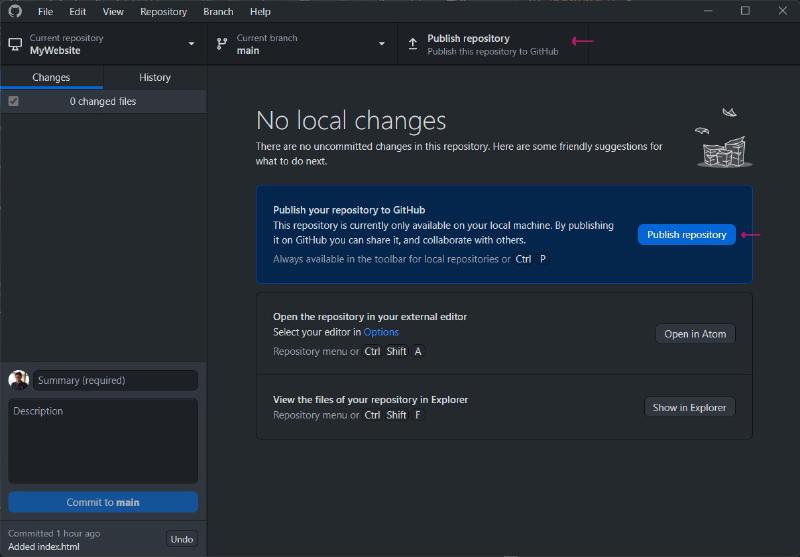 File Edit View Repository Branch Help
Current repository
MyWebsite
Current branch
main
Publish repository
Publish this repository to GitHub
Changes
History
0 changed files
No local changes
There are no uncommitted changes in this repository. Here are some friendly suggestions for
what to do next.
Publish your repository to GitHub
This repository is currently only available on your local machine. By publishing
it on GitHub you can share it, and collaborate with others.
Always available in the toolbar for local repositories or Ctrl P
Publish repository
Open the repository in your external editor
Select your editor in Options
Repository menu or Ctrl Shift A
Open in Atom
View the files of your repository in Explorer
Repository menu or Ctrl Shift F
Show in Explorer
Summary (required)
Description
Commit to main
Committed 1 hour ago
Added index.html
Undo